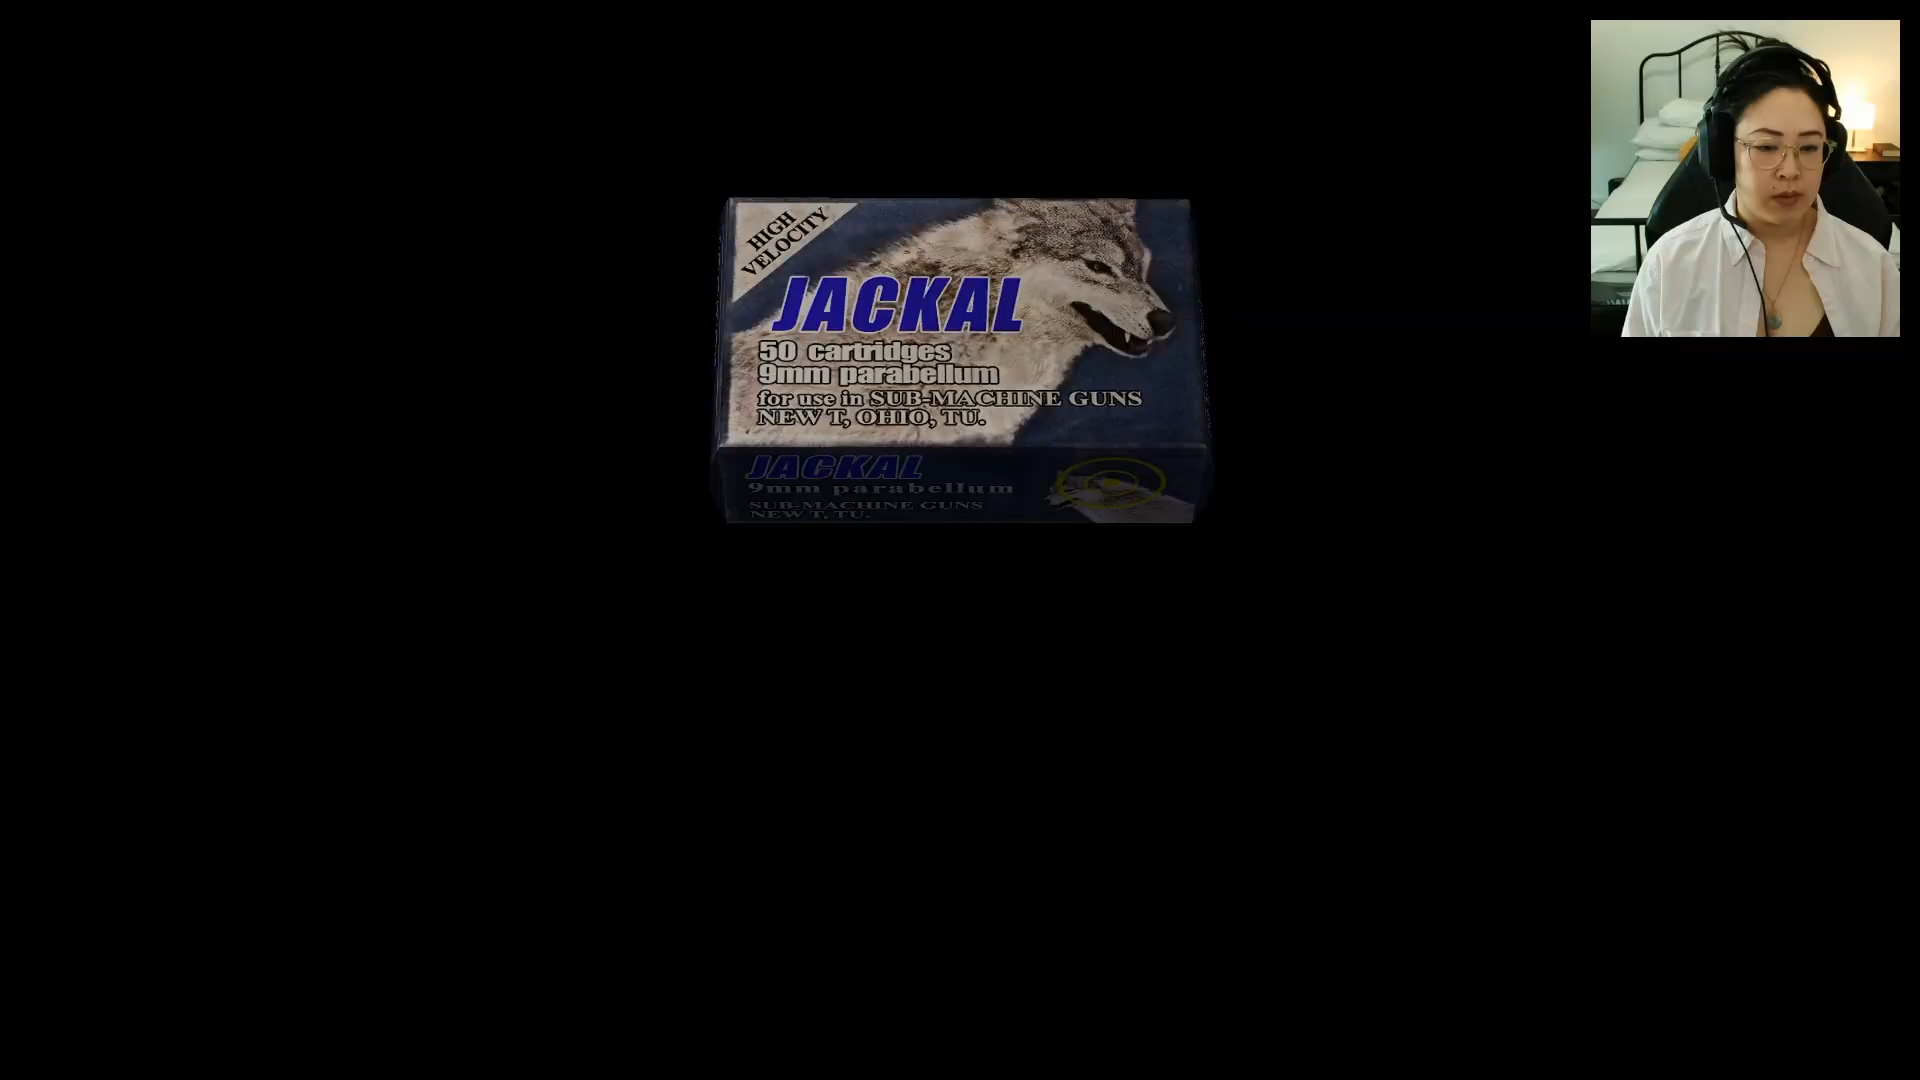 HIGH
VELOCITY
JACKAL
50 cartridges
9mm parabellum
for use in SUB-MACHINE GUNS
NEW T, OHIO, TU.
JACKAL
9mm parabellum
SUB-MACHINE GUNS
NEW T, TU.